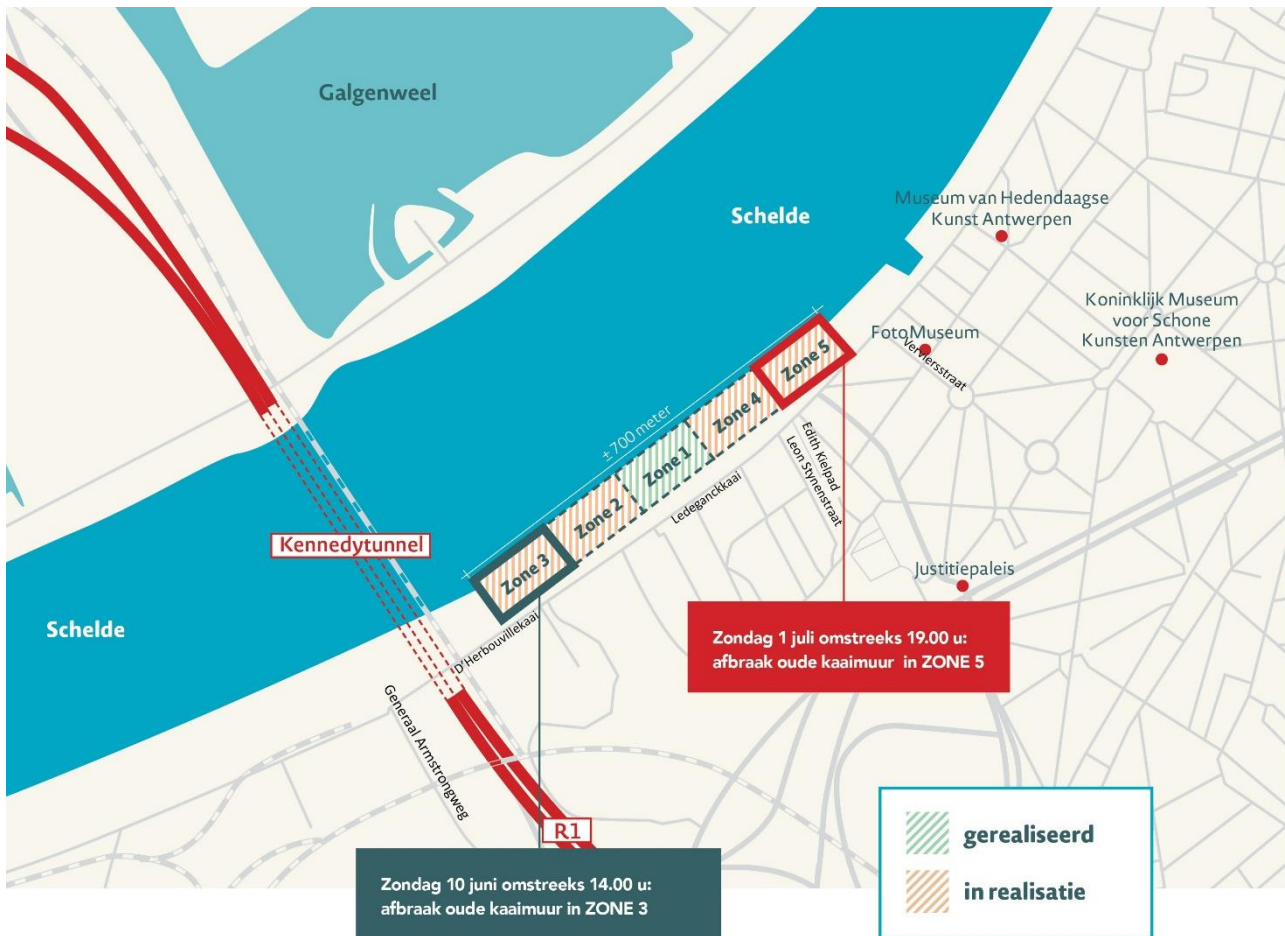 Galgenweel
Schelde
Museum van Hedendaagse
Kunst Antwerpen
Koninklijk Museum
voor Schone
Kunsten Antwerpen
FotoMuseum
Verviersstraat
Zone 5
Zone 4
±700 meter
Zone 1
Edith Kielpad
Leon Stynenstraat
Ledeganckkaai
Zone 2
Kennedytunnel
Zone 3
Justitiepaleis
Schelde
D'Herbouvillekaai
Zondag 1 juli omstreeks 19.00 u:
afbraak oude kaaimuur in ZONE 5
Generaal Armstrongweg
R1
gerealiseerd
in realisatie
Zondag 10 juni omstreeks 14.00 u:
afbraak oude kaaimuur in ZONE 3